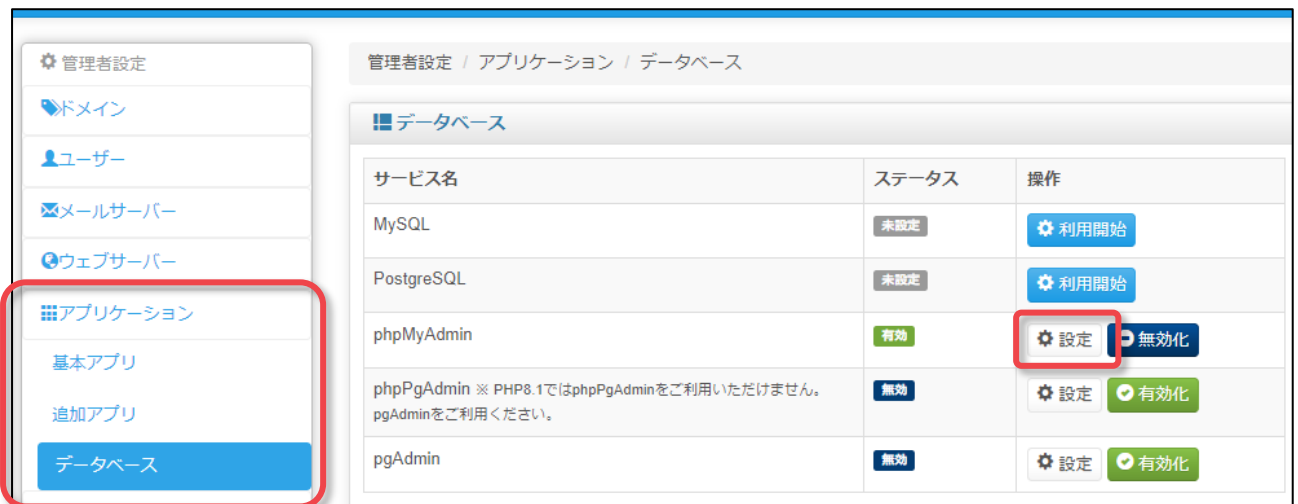 管理者設定
ドメイン
ユーザー
メールサーバー
ウェブサーバー
アプリケーション
基本アプリ
追加アプリ
データベース
管理者設定 / アプリケーション / データベース
データベース
サービス名 ステータス 操作
MySQL 未設定 利用開始
PostgreSQL 未設定 利用開始
phpMyAdmin 有効 設定 無効化
phpPgAdmin ※ PHP8.1ではphpPgAdminをご利用いただけません。 無効 設定 有効化
pgAdminをご利用ください。
pgAdmin 無効 設定 有効化